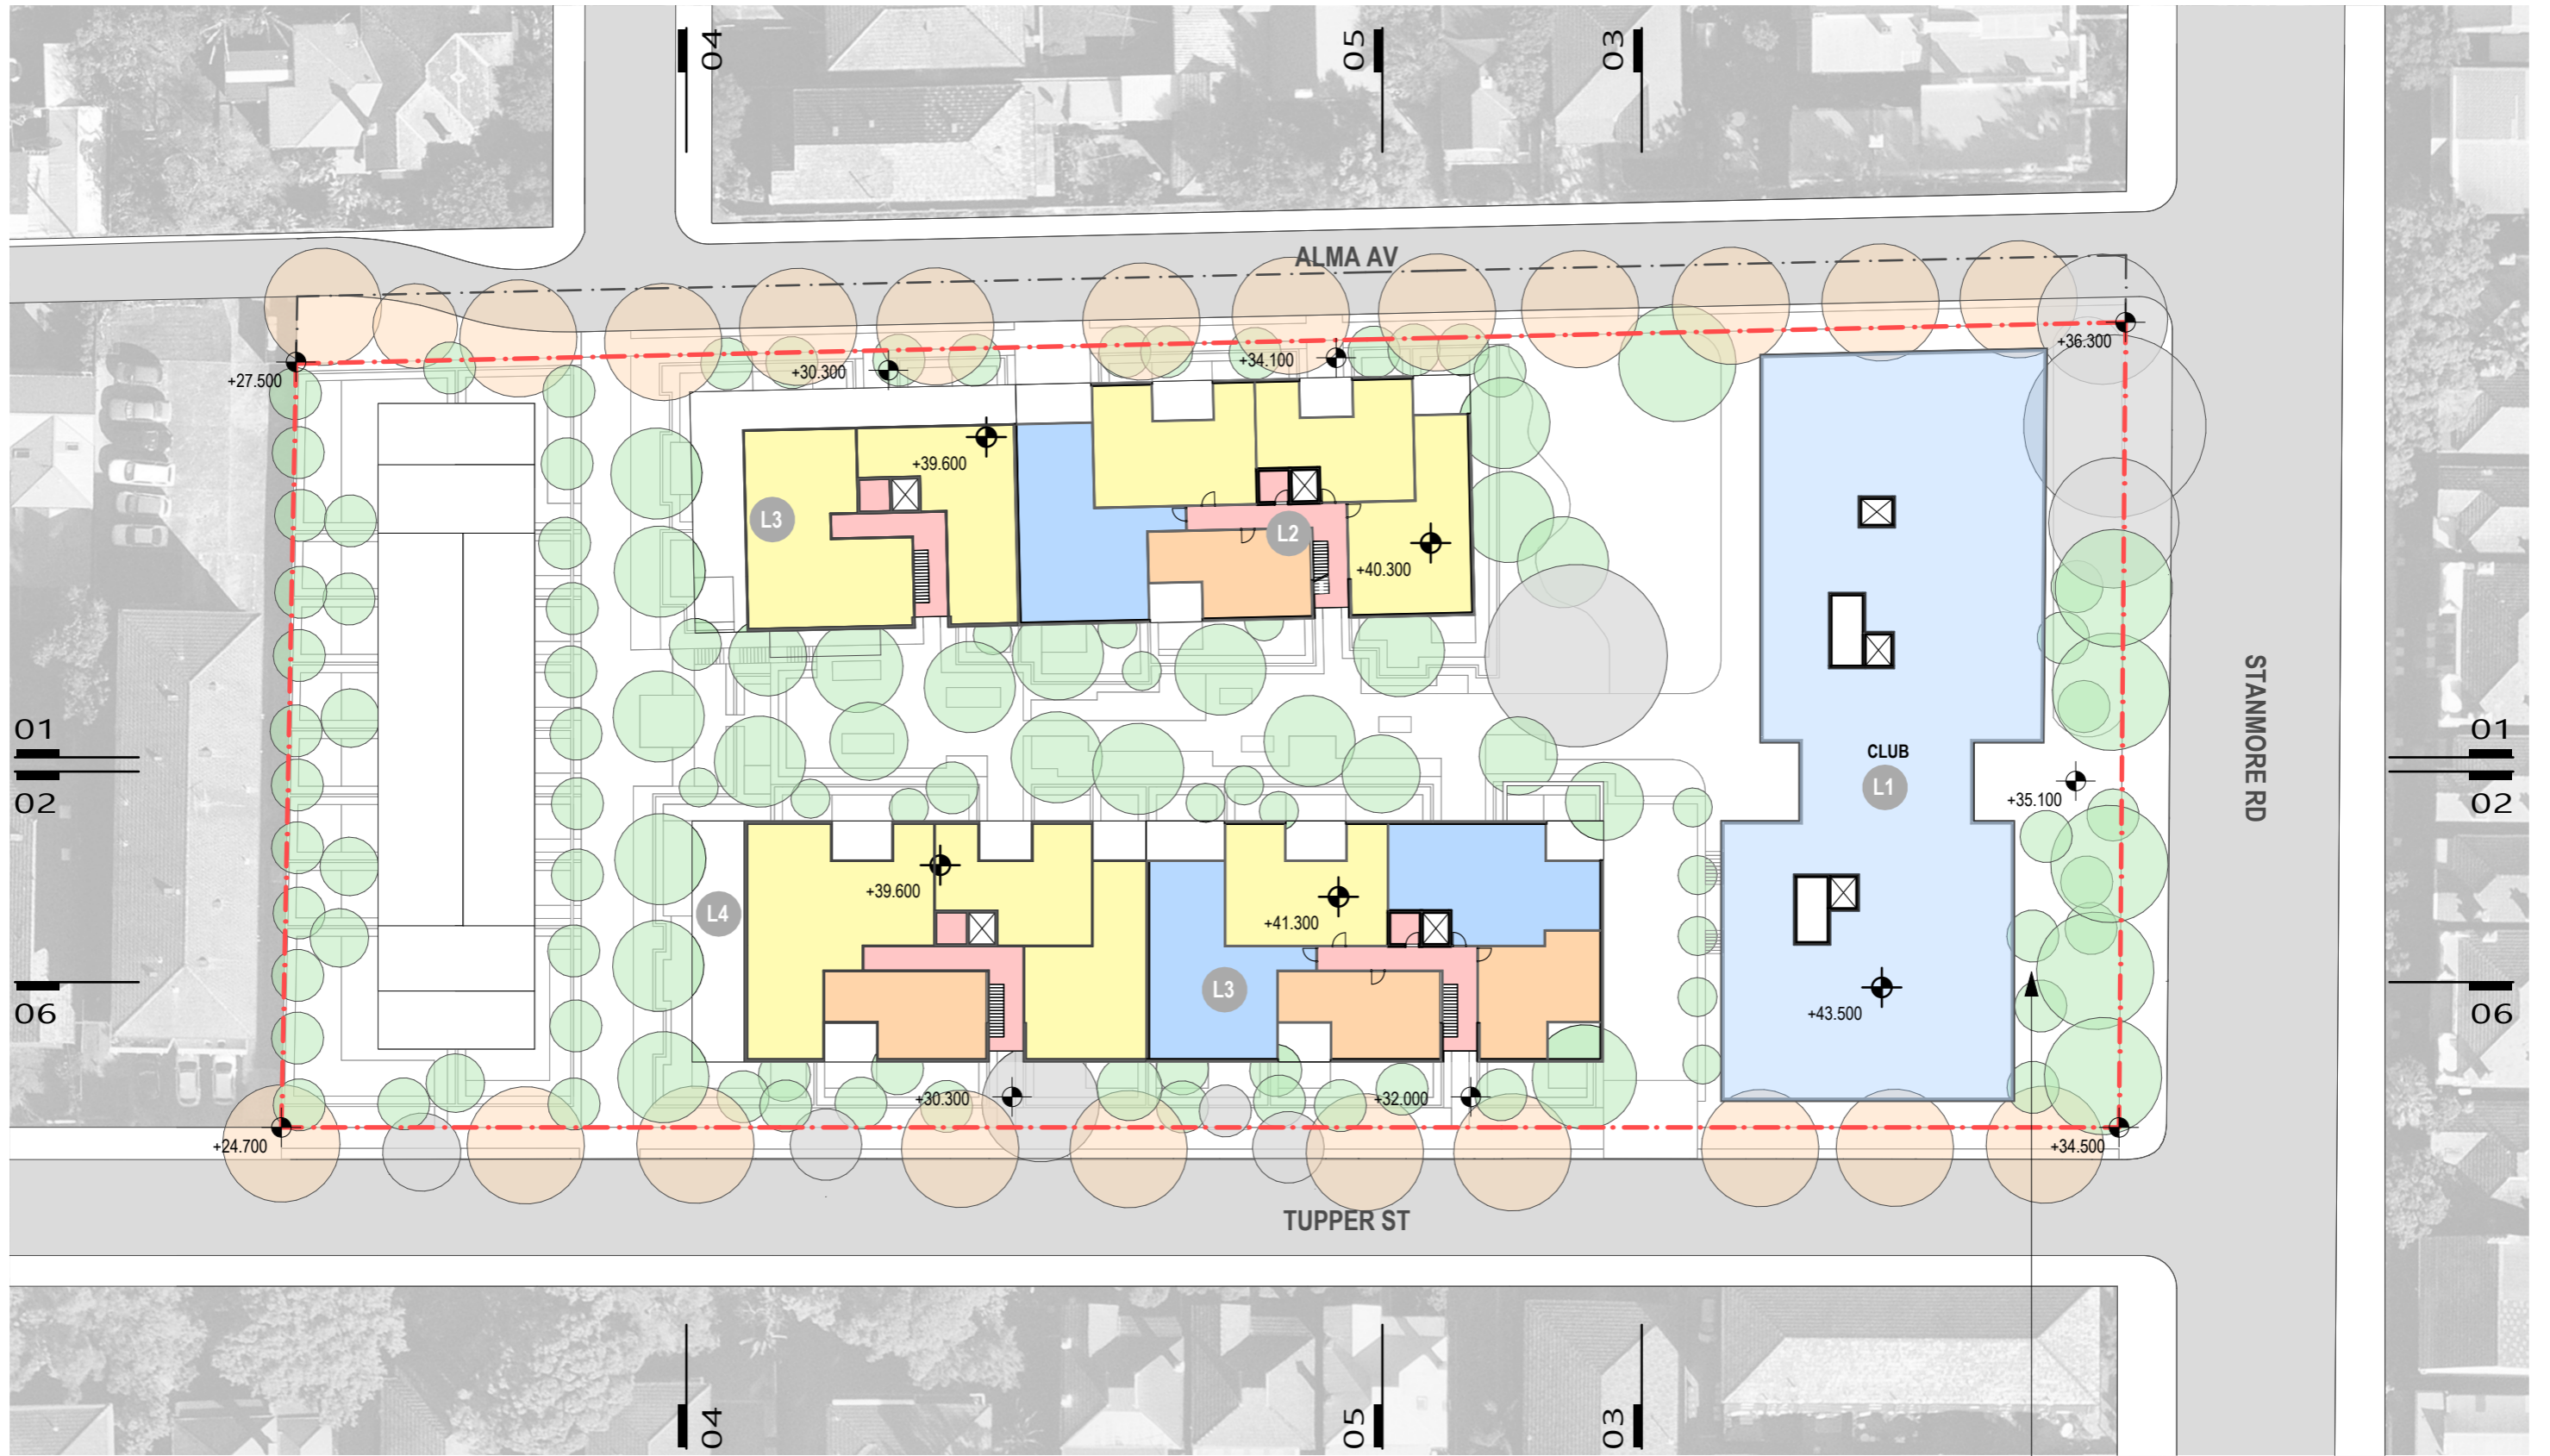 04
05
03
ALMA AV
+36.300
+34.100
+30.300
+27.500
+39.600
L3
L2
+40.300
STANMORE RD
01
01
CLUB
L1
02
+35.100
02
+39.600
L4
+41.300
L3
06
+43.500
06
+30.300
+32.000
+24.700
+34.500
TUPPER ST
04
05
03